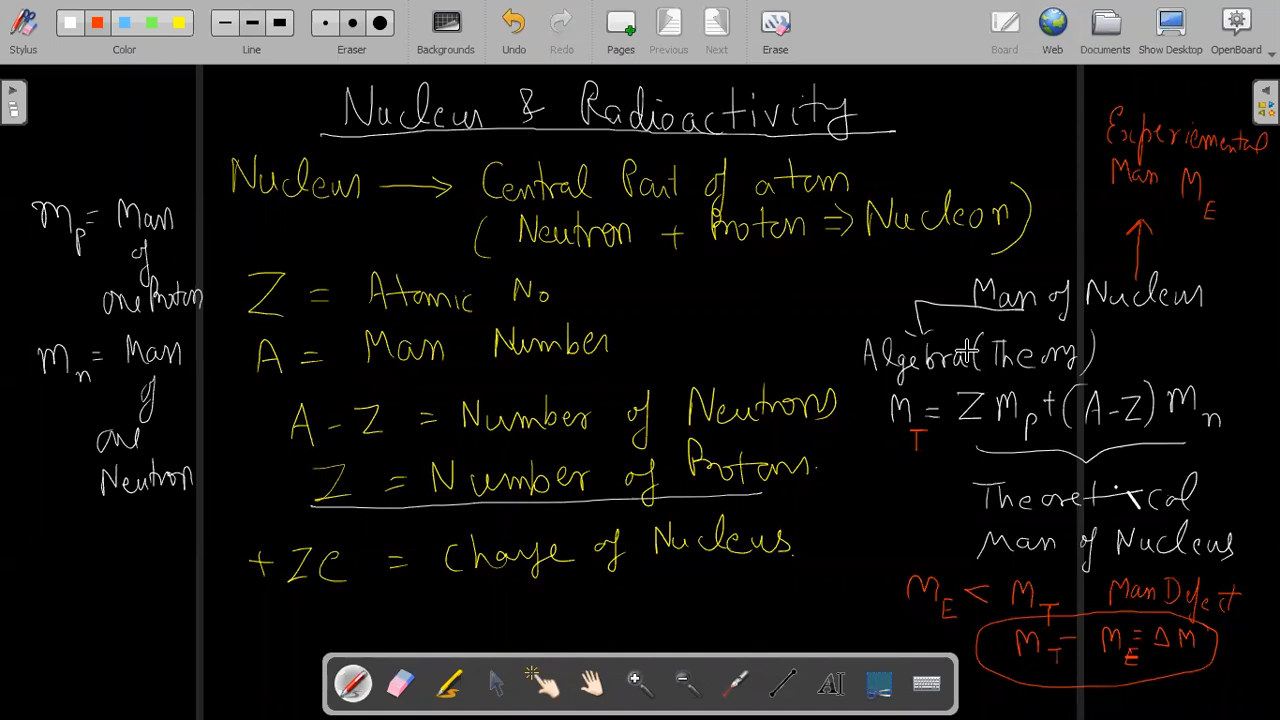 Stylus
Color
Line
Eraser
Backgrounds
Undo
Redo
Pages
Previous
Next
Erase
Board
Web
Documents
Show Desktop
OpenBoard
Nucleus & Radioactivity
Nucleus → Central Part of atom
(Neutron + Proton ⇒ Nucleon)
Z = Atomic No
A = Mass Number
A - Z = Number of Neutrons
Z = Number of Protons.
+Ze = Charge of Nucleus.
mp = Mass
of
one Proton
mn = Mass
of
one
Neutron
Experiemental
Mass ME
Mass of Nucleus
Algebra (Theory)
MT = Z mp + (A-Z) mn
Theoretical
Mass of Nucleus
ME < MT Mass Defect
MT - ME = ΔM